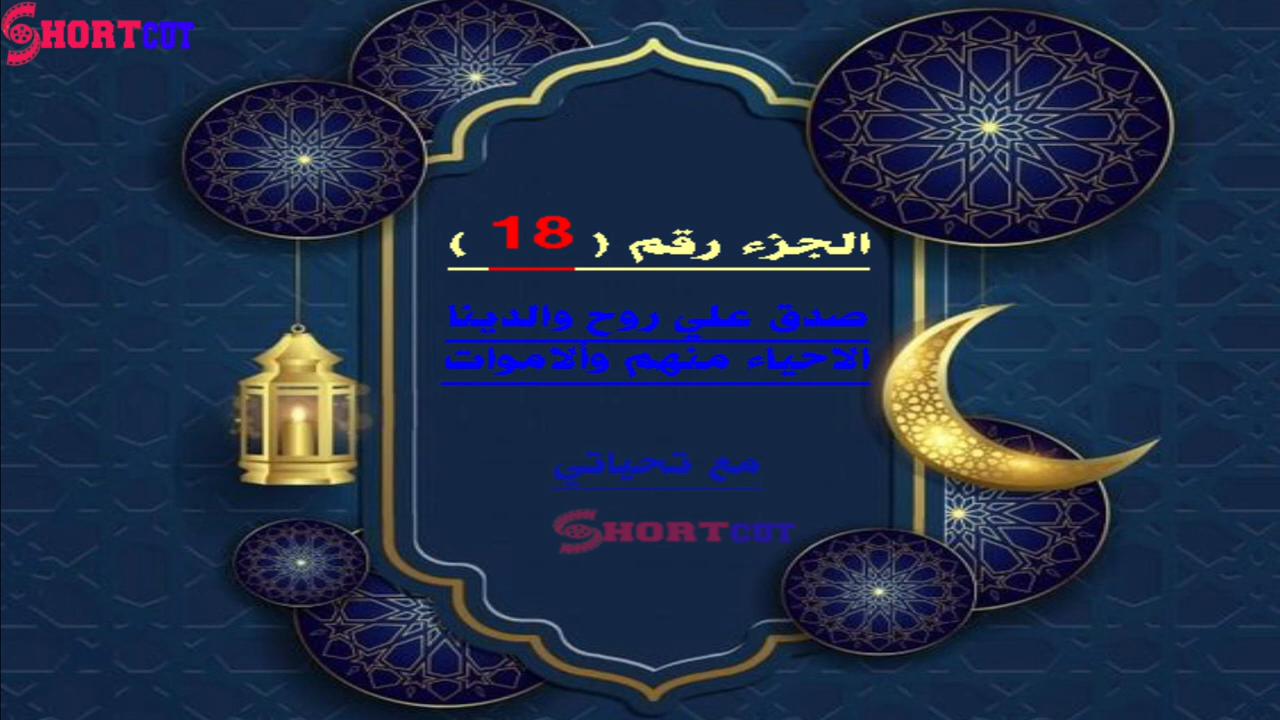 SHORTCUT
الجزء رقم ( 18 )
صدق علي روح والدينا
الاحياء منهم والاموات
مع تحياتي
SHORTCUT